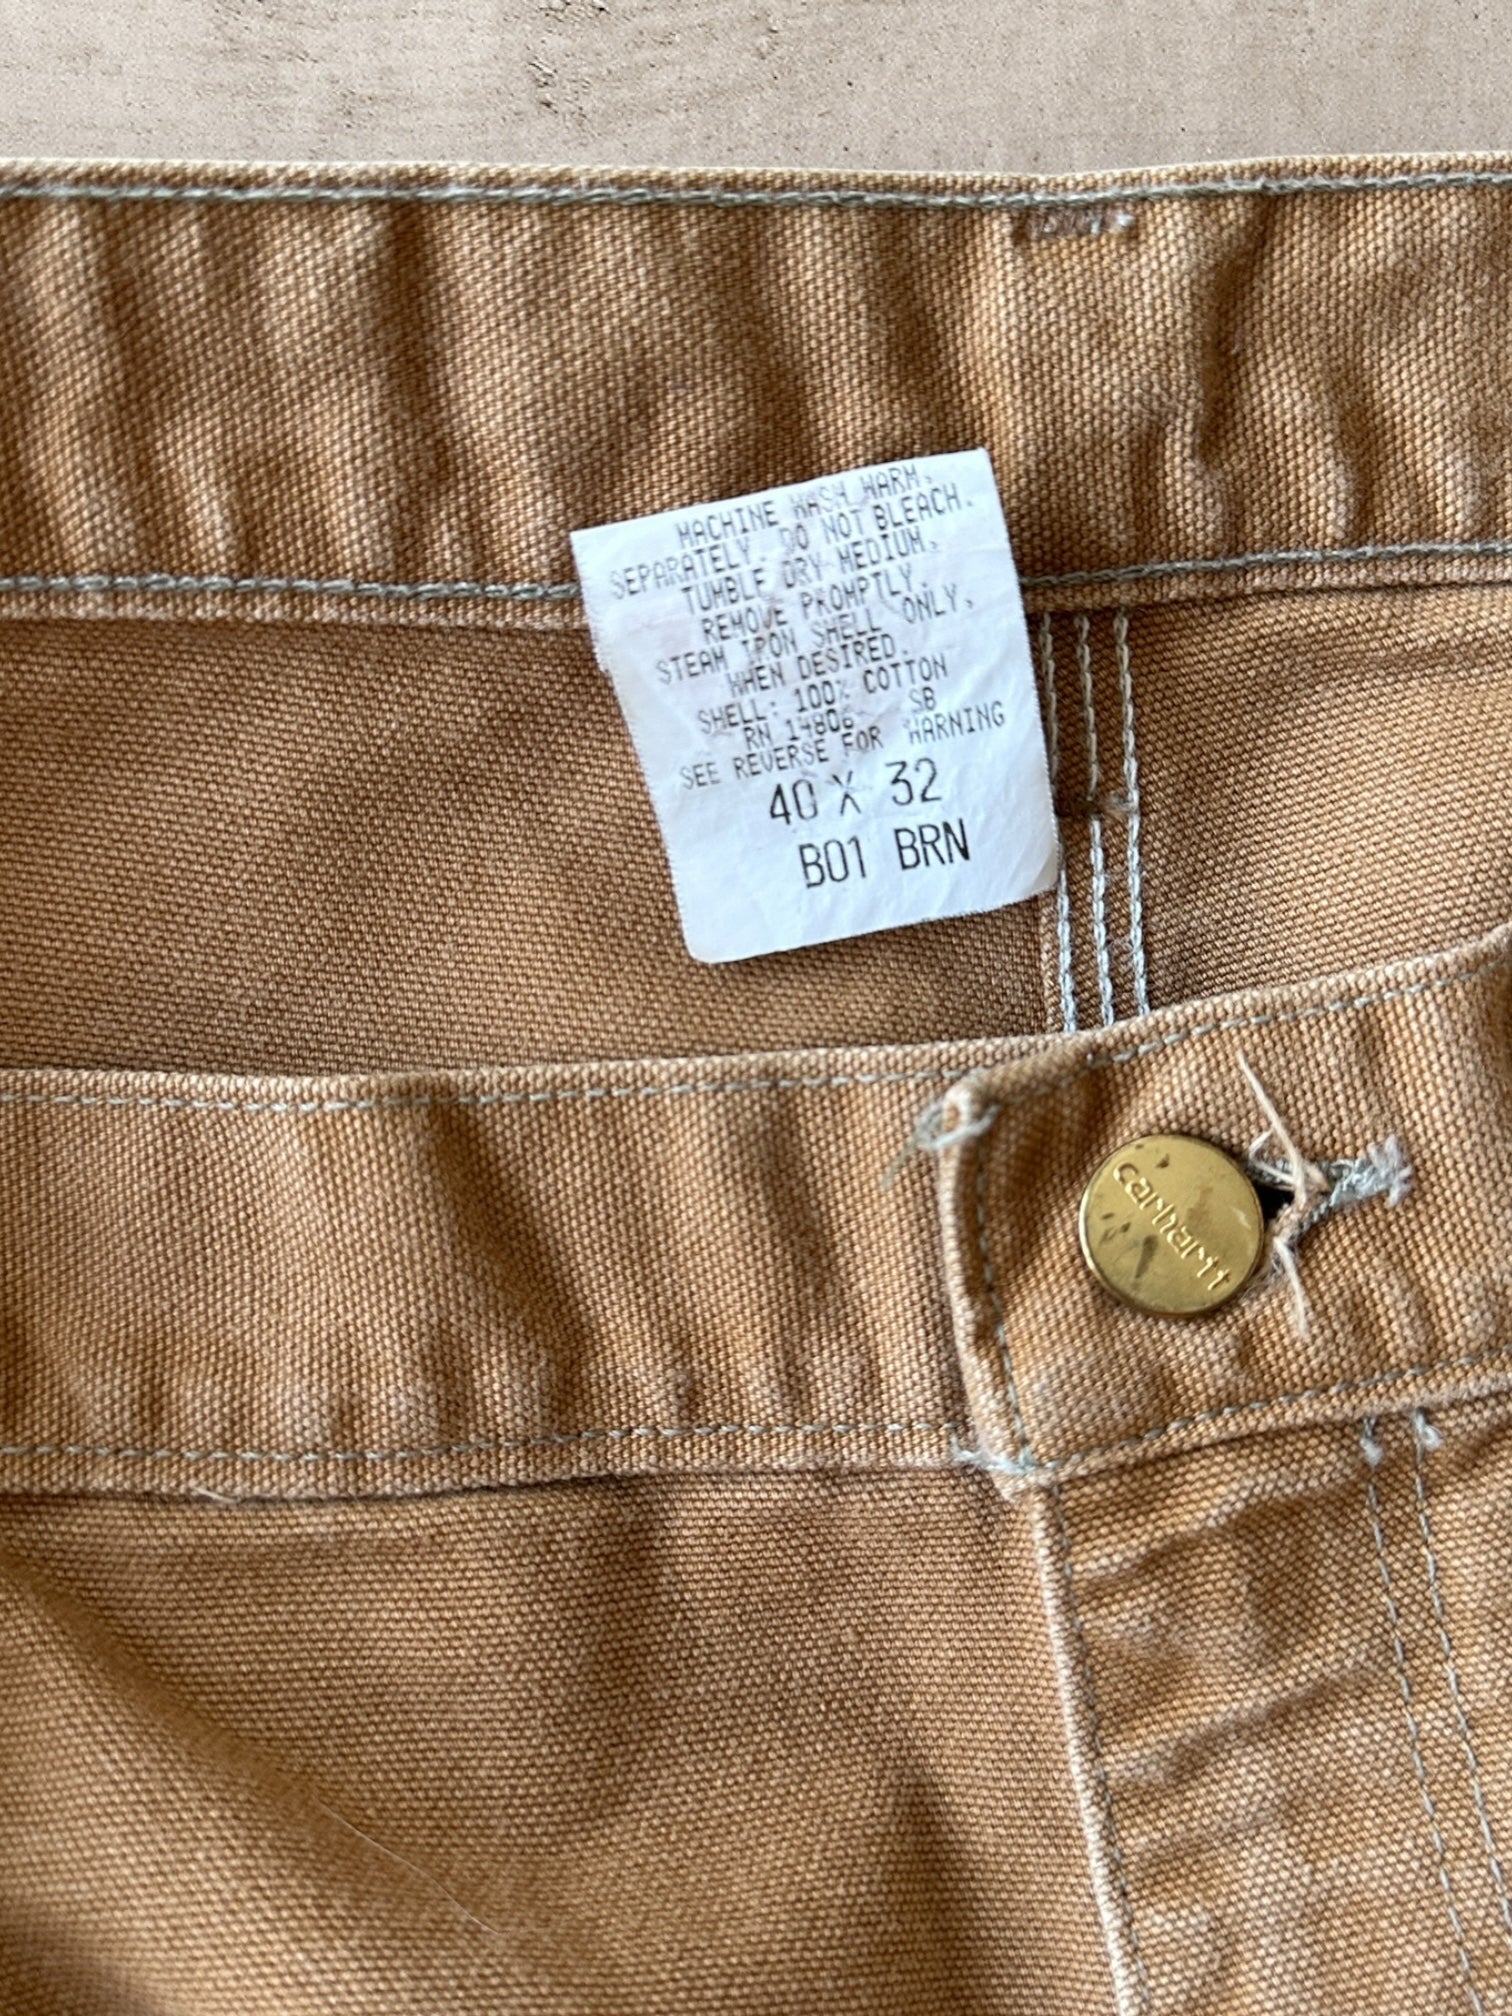 MACHINE WASH WARM,
SEPARATELY. DO NOT BLEACH.
TUMBLE DRY MEDIUM,
REMOVE PROMPTLY.
STEAM IRON SHELL ONLY,
WHEN DESIRED.
SHELL: 100% COTTON
RN 14806 SB
SEE REVERSE FOR WARNING
40 X 32
B01 BRN
carhartt